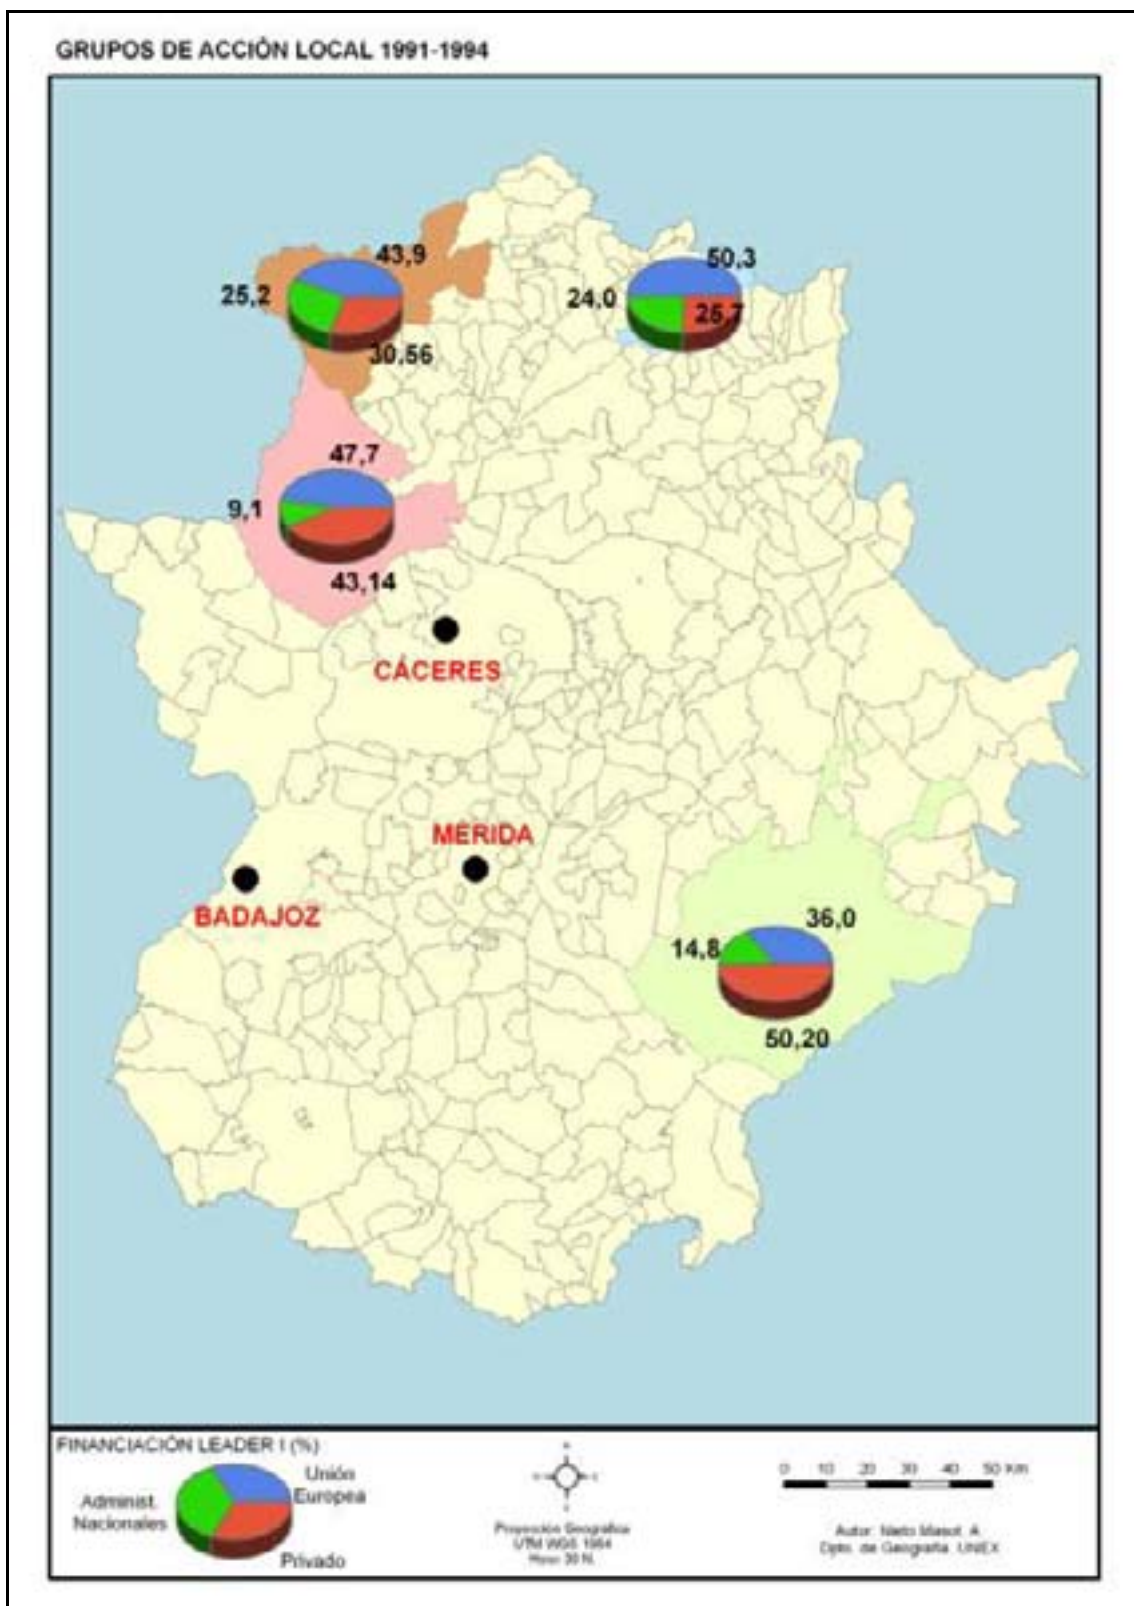 GRUPOS DE ACCIÓN LOCAL 1991-1994
43,9
25,2
30.56
50,3
24,0
25,7
47,7
9,1
43,14
CÁCERES
MÉRIDA
BADAJOZ
36,0
14,8
50,20
FINANCIACIÓN LEADER I (%)
Unión
Europea
Administ.
Nacionales
Privado
Proyección Geográfica
UTM WGS 1984
Huso 30 N.
0 10 20 30 40 50 Km
Autor: Nieto Masot. A.
Dpto. de Geografía. UNEX